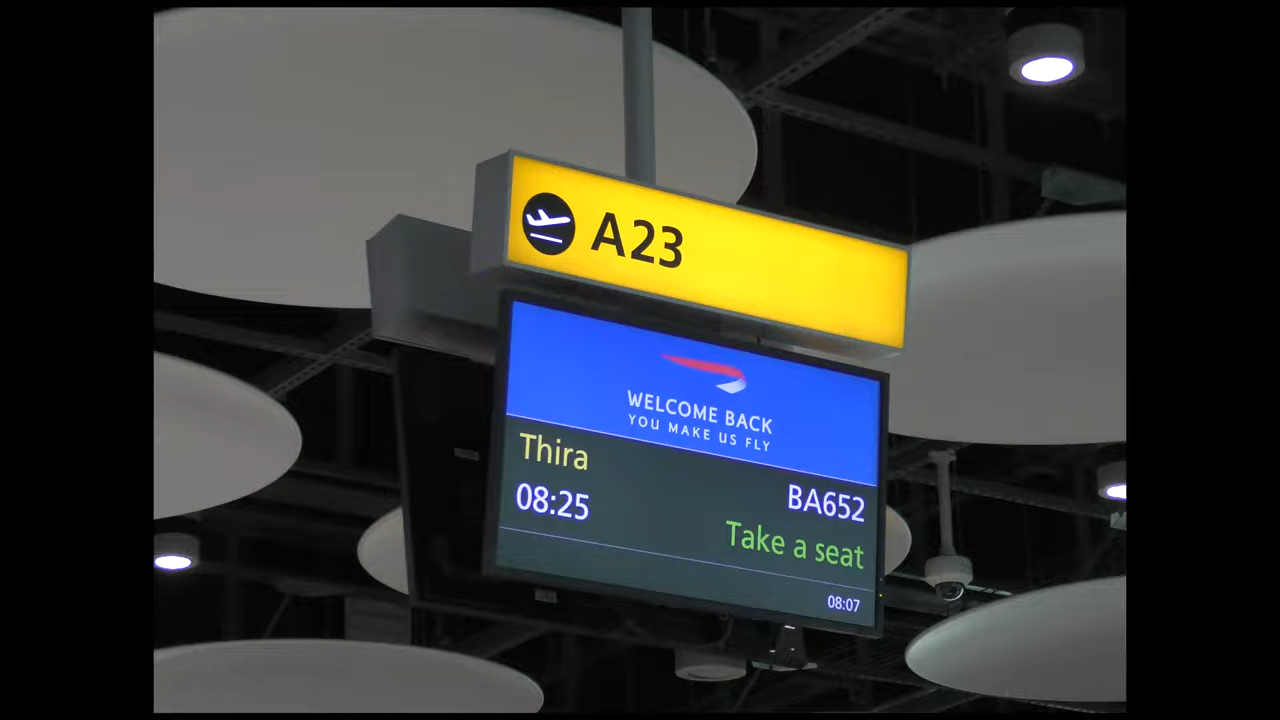 A23
WELCOME BACK
YOU MAKE US FLY
Thira
08:25
BA652
Take a seat
08:07